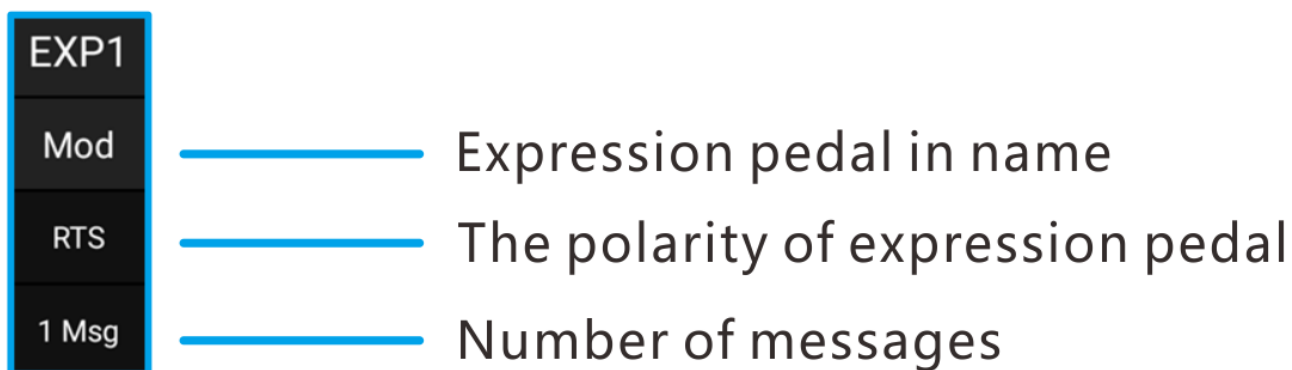 EXP1
Mod
Expression pedal in name
RTS
The polarity of expression pedal
1 Msg
Number of messages